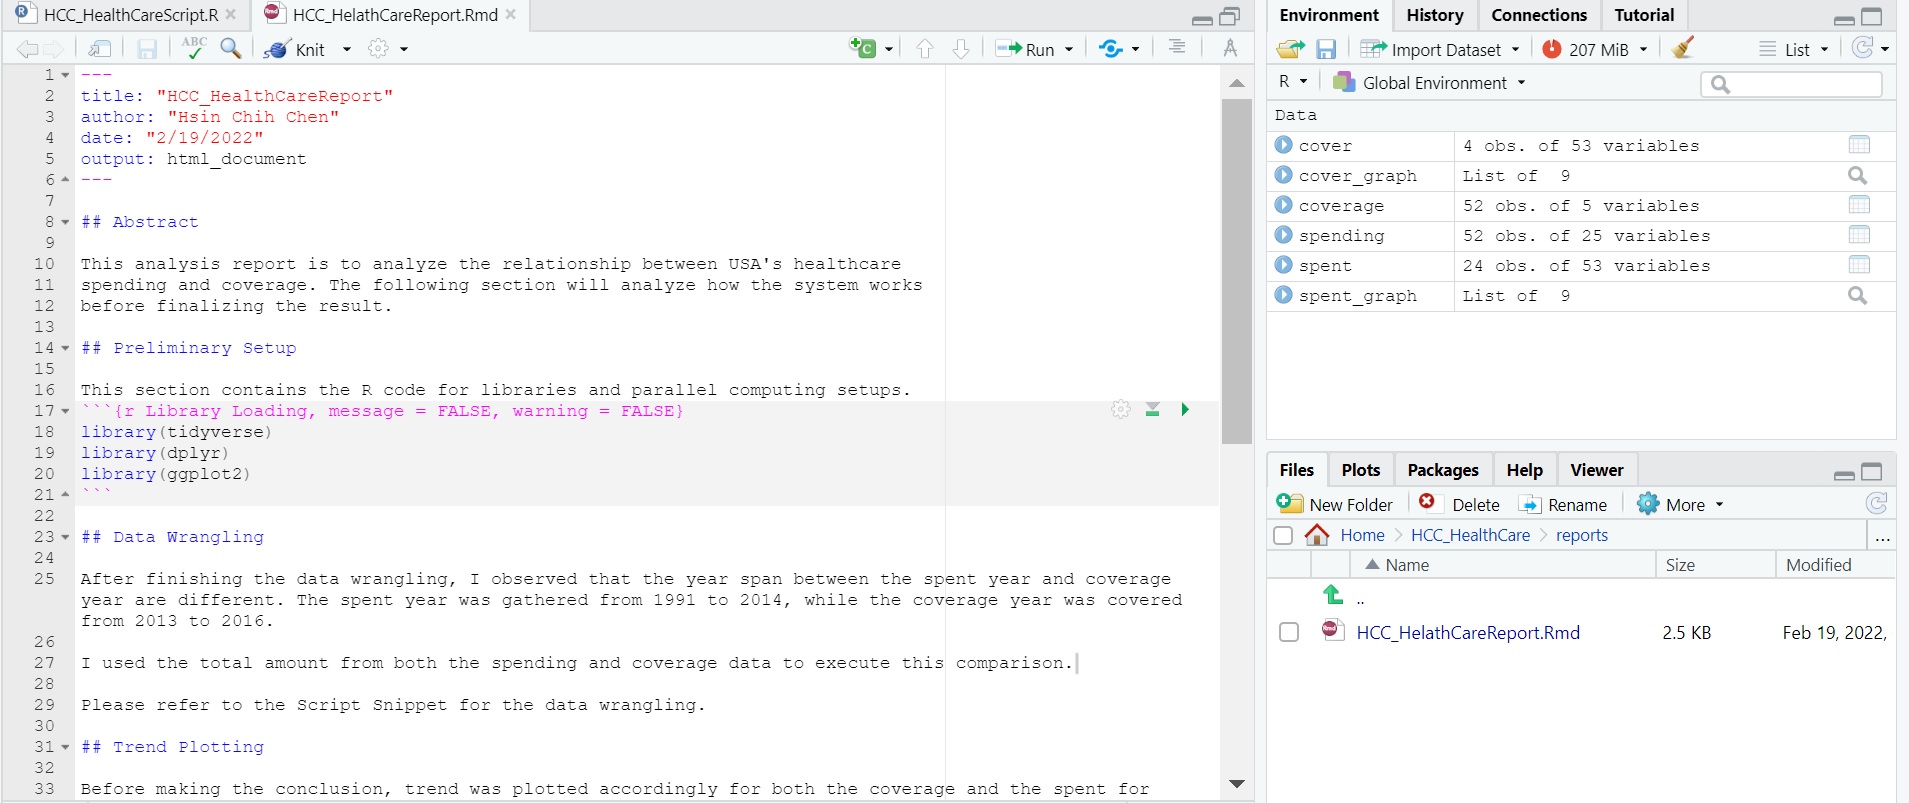 HCC_HealthCareScript.R
HCC_HelathCareReport.Rmd
ABC
Knit
Run
1 ---
2 title: "HCC_HealthCareReport"
3 author: "Hsin Chih Chen"
4 date: "2/19/2022"
5 output: html_document
6 ---
7
8 ## Abstract
9
10 This analysis report is to analyze the relationship between USA's healthcare
11 spending and coverage. The following section will analyze how the system works
12 before finalizing the result.
13
14 ## Preliminary Setup
15
16 This section contains the R code for libraries and parallel computing setups.
17 ```{r Library Loading, message = FALSE, warning = FALSE}
18 library(tidyverse)
19 library(dplyr)
20 library(ggplot2)
21 ```
22
23 ## Data Wrangling
24
25 After finishing the data wrangling, I observed that the year span between the spent year and coverage
year are different. The spent year was gathered from 1991 to 2014, while the coverage year was covered
from 2013 to 2016.
26
27 I used the total amount from both the spending and coverage data to execute this comparison.
28
29 Please refer to the Script Snippet for the data wrangling.
30
31 ## Trend Plotting
32
33 Before making the conclusion, trend was plotted accordingly for both the coverage and the spent for
Environment History Connections Tutorial
Import Dataset 207 MiB List
R Global Environment
Data
cover 4 obs. of 53 variables
cover_graph List of 9
coverage 52 obs. of 5 variables
spending 52 obs. of 25 variables
spent 24 obs. of 53 variables
spent_graph List of 9
Files Plots Packages Help Viewer
New Folder Delete Rename More
Home HCC_HealthCare reports ...
Name Size Modified
..
HCC_HelathCareReport.Rmd 2.5 KB Feb 19, 2022,